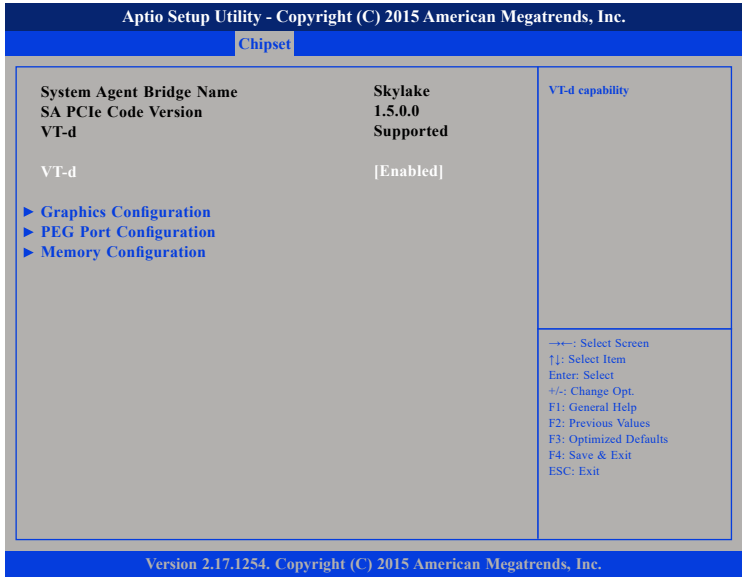 Aptio Setup Utility - Copyright (C) 2015 American Megatrends, Inc.
Chipset
System Agent Bridge Name Skylake
SA PCIe Code Version 1.5.0.0
VT-d Supported
VT-d [Enabled]
► Graphics Configuration
► PEG Port Configuration
► Memory Configuration
VT-d capability
→←: Select Screen
↑↓: Select Item
Enter: Select
+/-: Change Opt.
F1: General Help
F2: Previous Values
F3: Optimized Defaults
F4: Save & Exit
ESC: Exit
Version 2.17.1254. Copyright (C) 2015 American Megatrends, Inc.